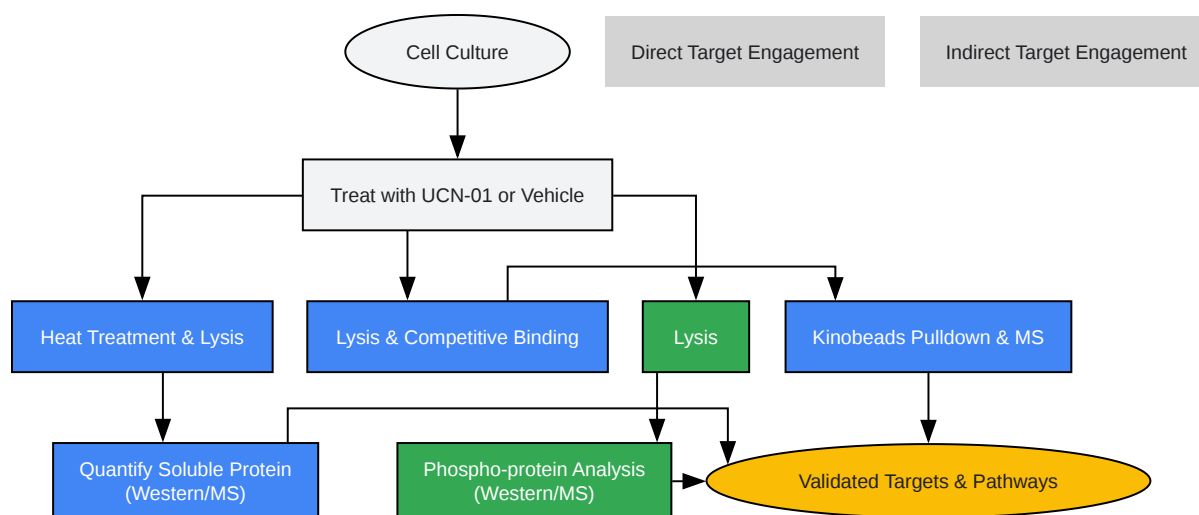 Cell Culture
Direct Target Engagement
Indirect Target Engagement
Treat with UCN-01 or Vehicle
Heat Treatment & Lysis
Lysis & Competitive Binding
Lysis
Kinobeads Pulldown & MS
Quantify Soluble Protein
(Western/MS)
Phospho-protein Analysis
(Western/MS)
Validated Targets & Pathways